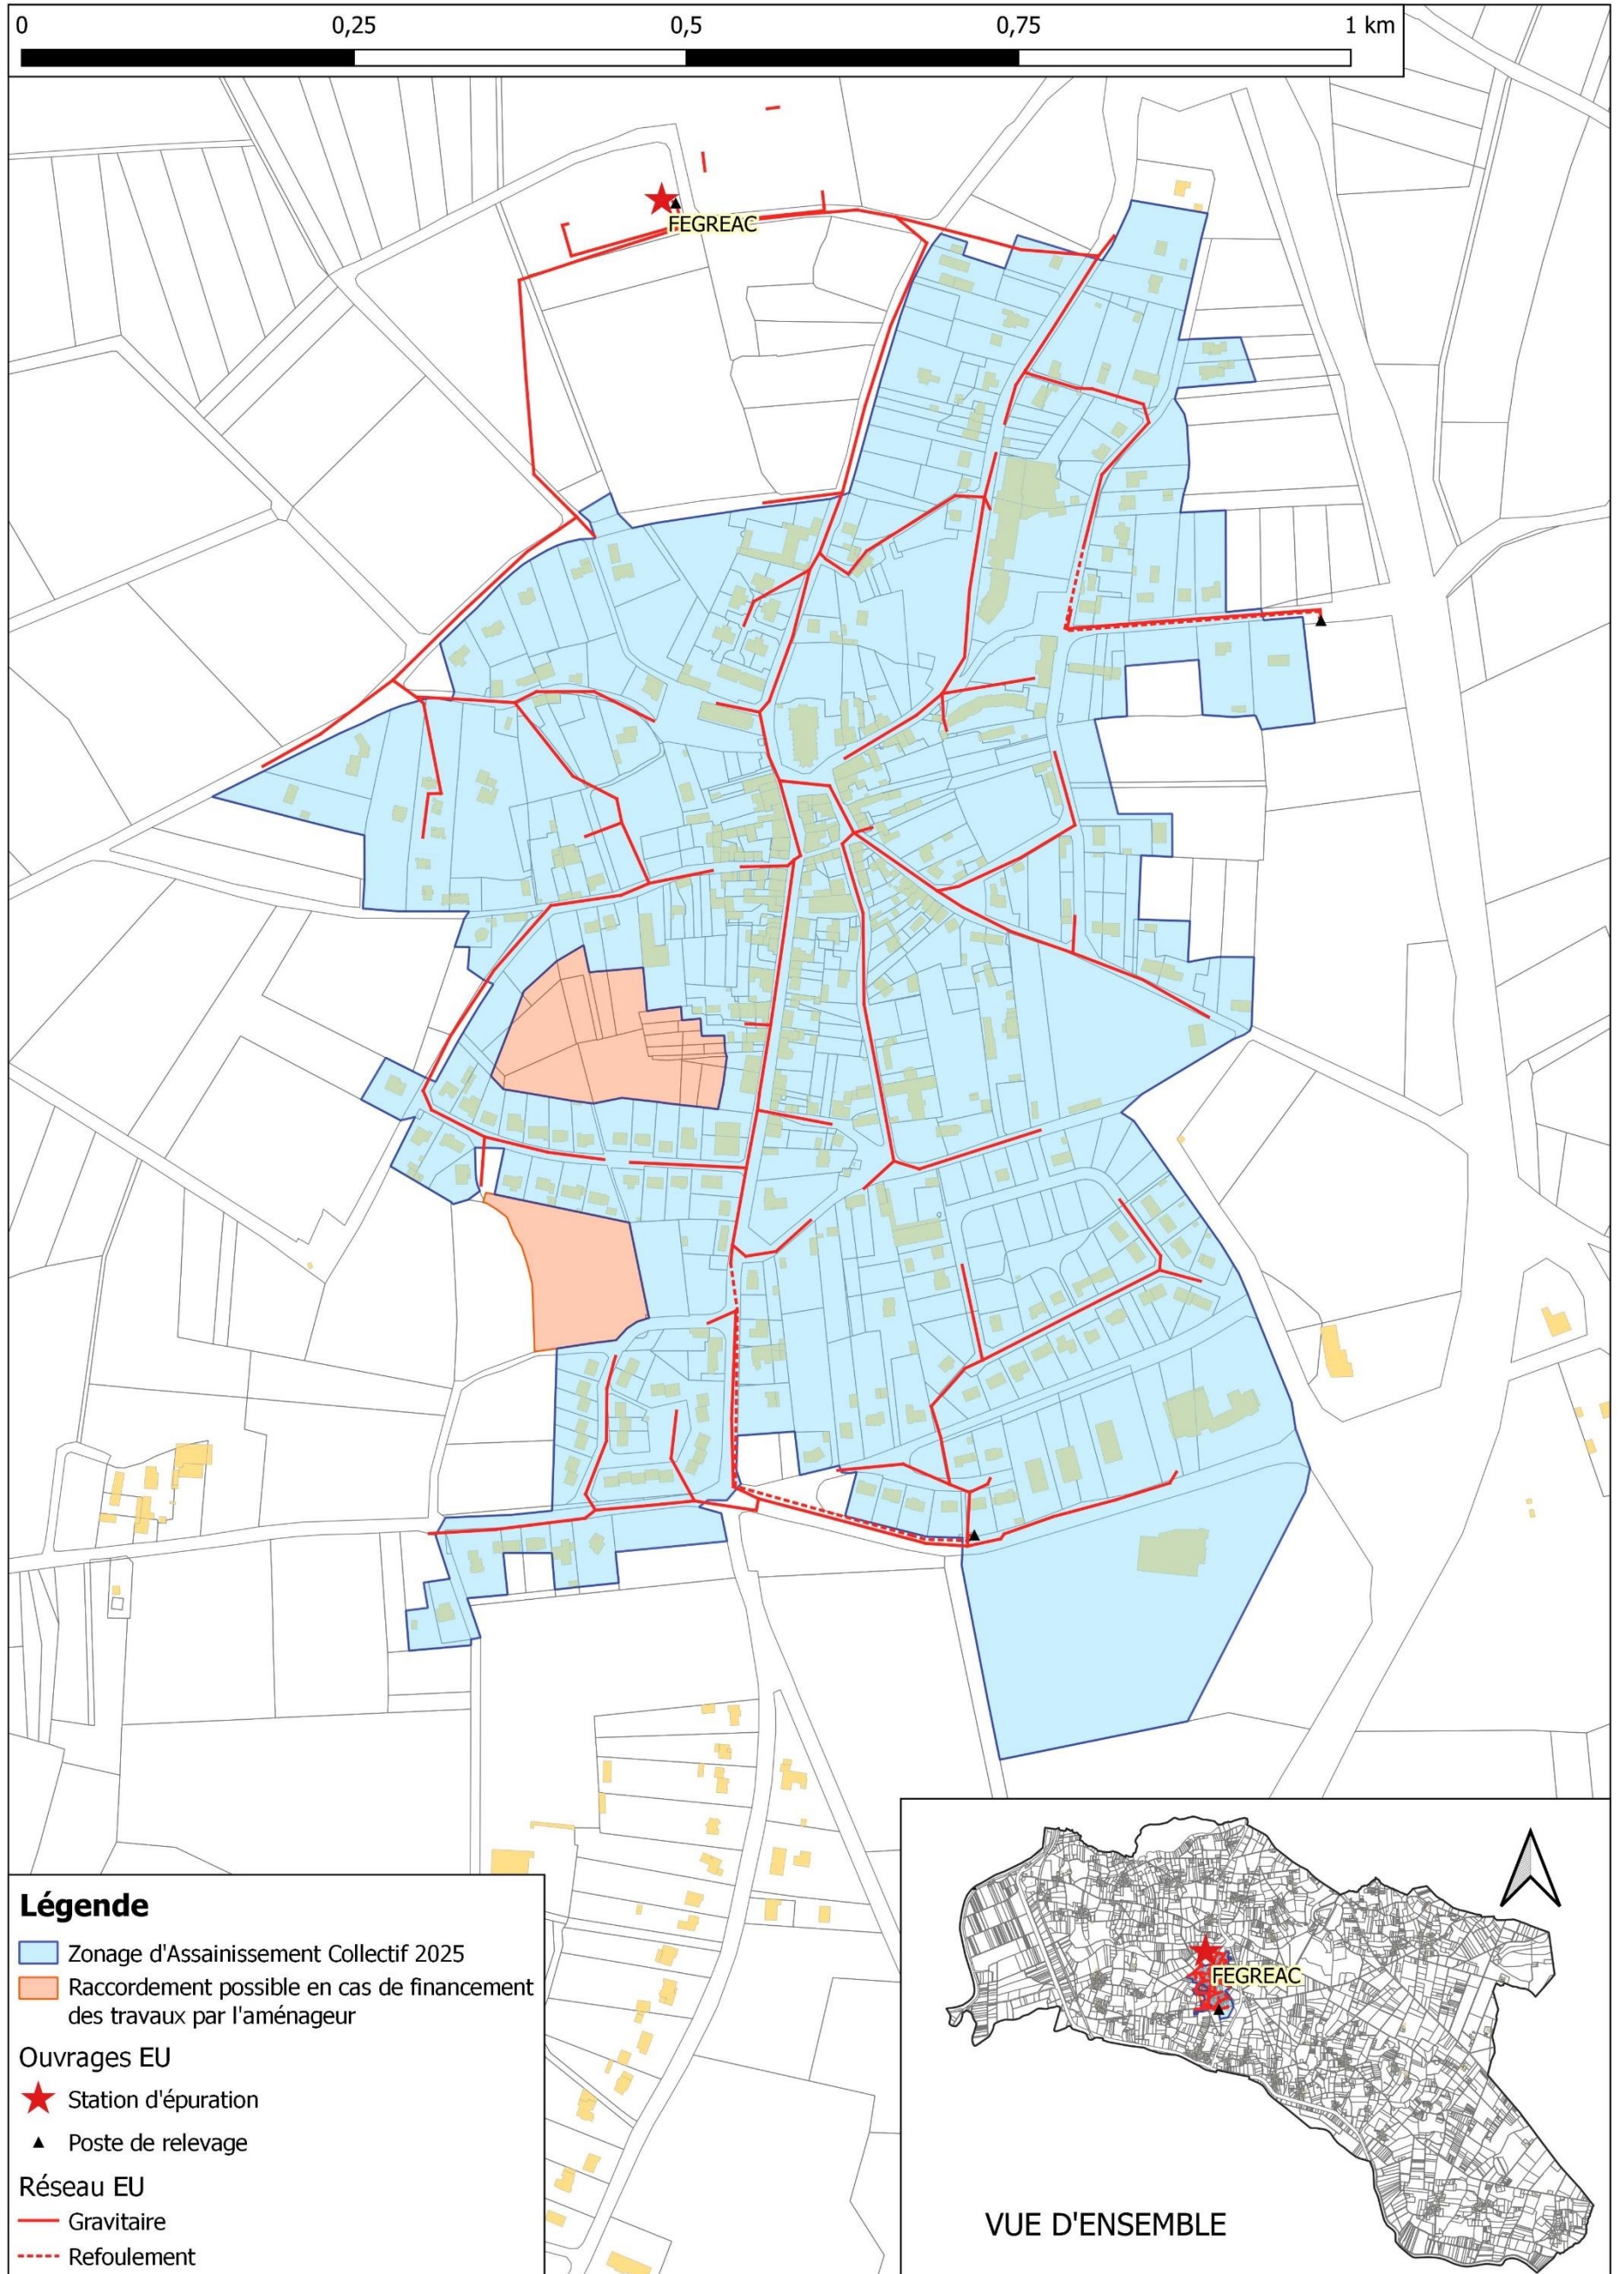 0 0,25 0,5 0,75 1 km
FEGREAC
Légende
Zonage d'Assainissement Collectif 2025
Raccordement possible en cas de financement
des travaux par l'aménageur
Ouvrages EU
Station d'épuration
Poste de relevage
Réseau EU
Gravitaire
Refoulement
FEGREAC
VUE D'ENSEMBLE